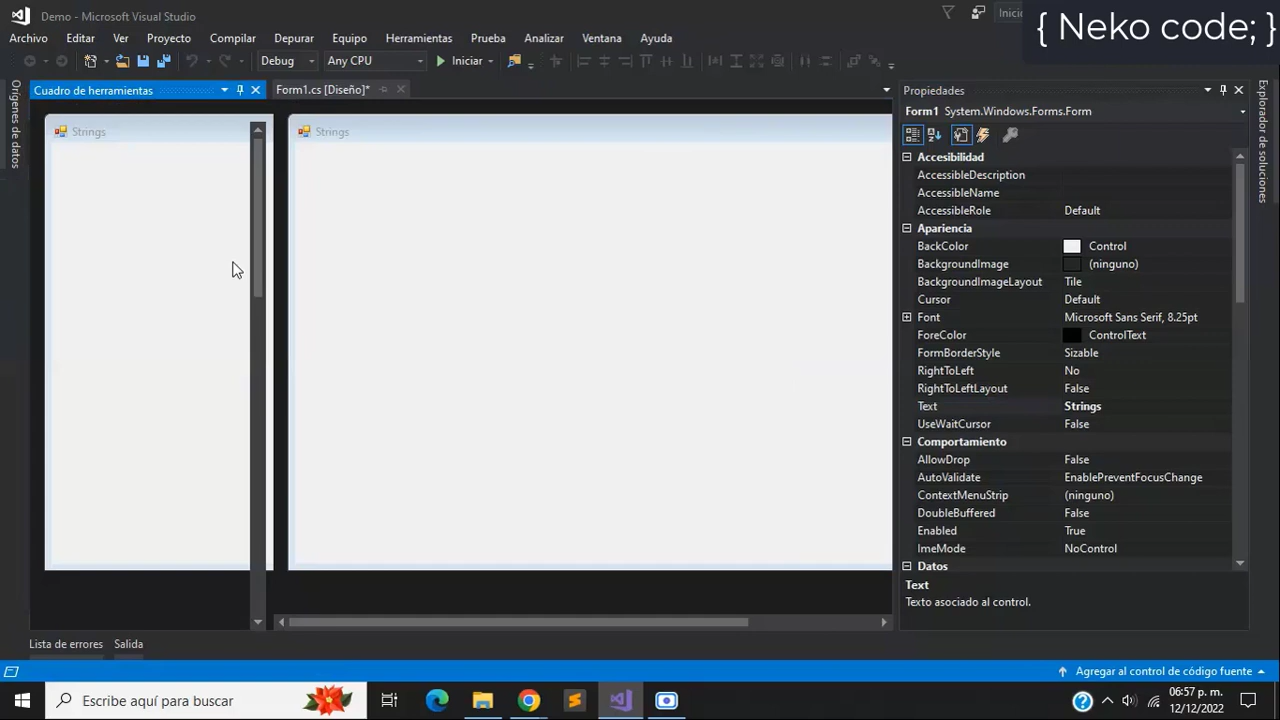 Demo - Microsoft Visual Studio
Inicia
{ Neko code; }
Archivo Editar Ver Proyecto Compilar Depurar Equipo Herramientas Prueba Analizar Ventana Ayuda
Debug Any CPU Iniciar
Orígenes de datos
Cuadro de herramientas
Form1.cs [Diseño]*
Strings
Strings
Propiedades
Form1 System.Windows.Forms.Form
Accesibilidad
AccessibleDescription
AccessibleName
AccessibleRole Default
Apariencia
BackColor Control
BackgroundImage (ninguno)
BackgroundImageLayout Tile
Cursor Default
Font Microsoft Sans Serif, 8.25pt
ForeColor ControlText
FormBorderStyle Sizable
RightToLeft No
RightToLeftLayout False
Text Strings
UseWaitCursor False
Comportamiento
AllowDrop False
AutoValidate EnablePreventFocusChange
ContextMenuStrip (ninguno)
DoubleBuffered False
Enabled True
ImeMode NoControl
Datos
Text
Texto asociado al control.
Explorador de soluciones
Lista de errores Salida
Agregar al control de código fuente
Escribe aquí para buscar
06:57 p. m.
12/12/2022